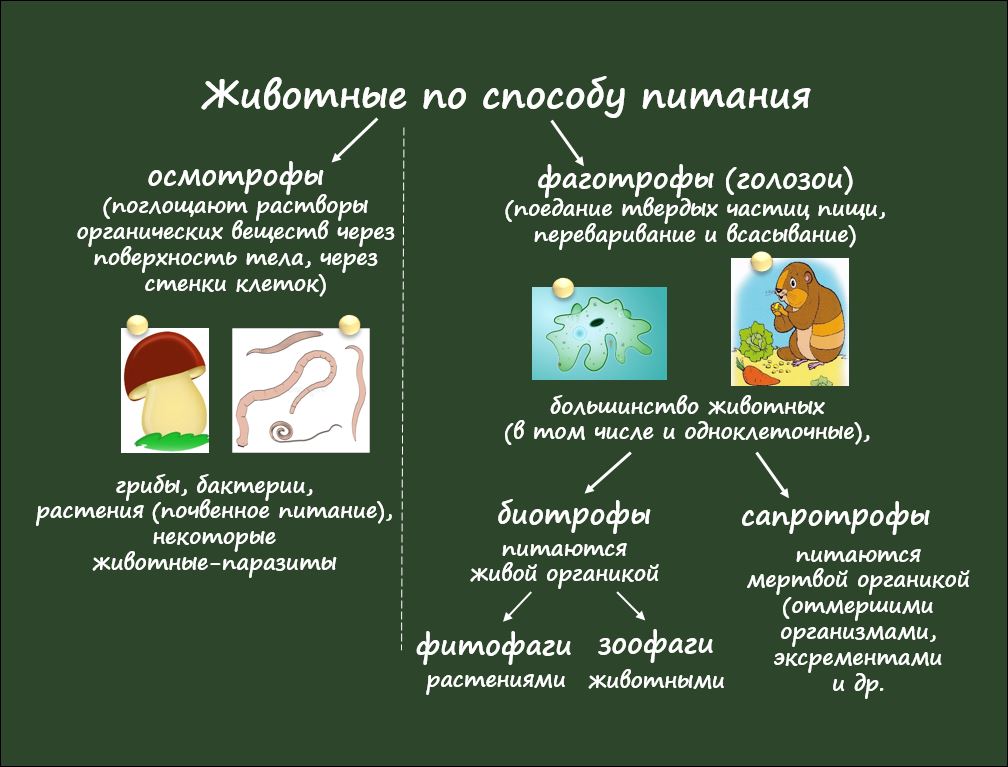 Животные по способу питания
осмотрофы
(поглощают растворы
органических веществ через
поверхность тела, через
стенки клеток)
грибы, бактерии,
растения (почвенное питание),
некоторые
животные-паразиты
фаготрофы (голозои)
(поедание твердых частиц пищи,
переваривание и всасывание)
большинство животных
(в том числе и одноклеточные),
биотрофы
питаются
живой органикой
фитофаги
растениями
зоофаги
животными
сапротрофы
питаются
мертвой органикой
(отмершими
организмами,
эксрементами
и др.